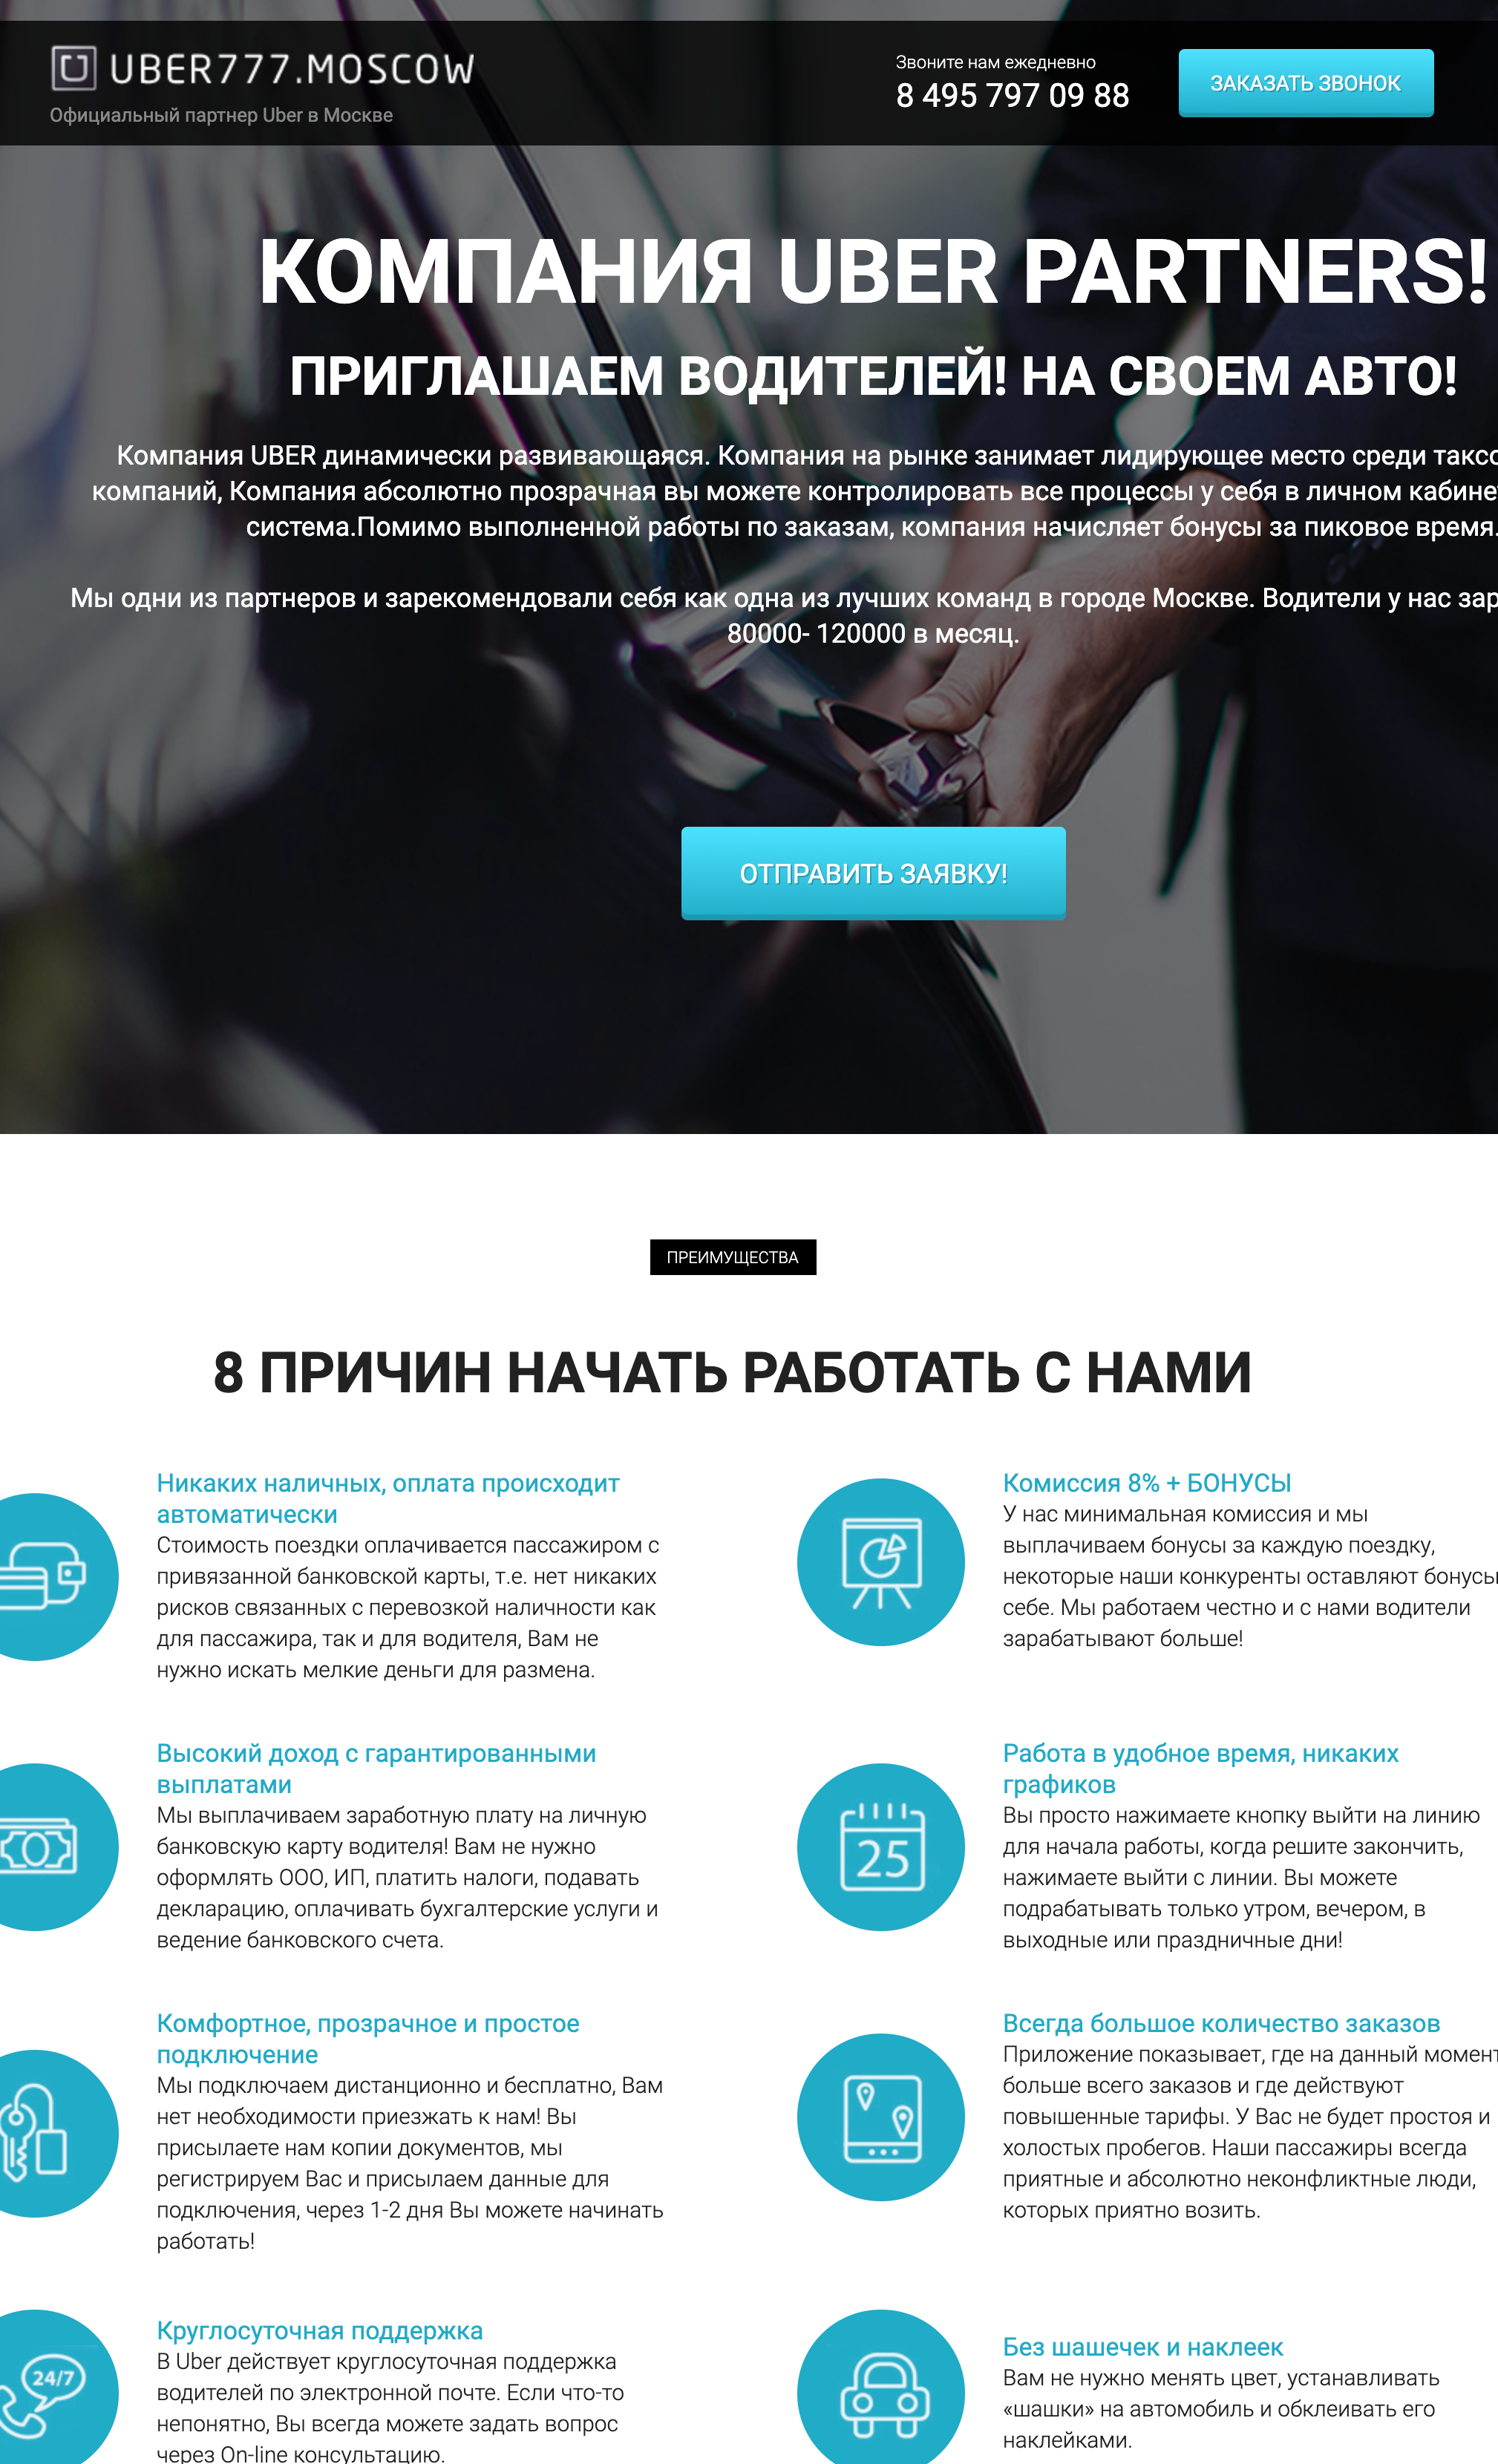 UBER777.MOSCOW
Официальный партнер Uber в Москве
Звоните нам ежедневно
8 495 797 09 88
ЗАКАЗАТЬ ЗВОНОК
КОМПАНИЯ UBER PARTNERS!
ПРИГЛАШАЕМ ВОДИТЕЛЕЙ! НА СВОЕМ АВТО!
Компания UBER динамически развивающаяся. Компания на рынке занимает лидирующее место среди
компаний, Компания абсолютно прозрачная вы можете контролировать все процессы у себя в личном
система.Помимо выполненной работы по заказам, компания начисляет бонусы за пиковое время.
Мы одни из партнеров и зарекомендовали себя как одна из лучших команд в городе Москве. Водители у нас
80000- 120000 в месяц.
ОТПРАВИТЬ ЗАЯВКУ!
ПРЕИМУЩЕСТВА
8 ПРИЧИН НАЧАТЬ РАБОТАТЬ С НАМИ
Никаких наличных, оплата происходит
автоматически
Стоимость поездки оплачивается пассажиром с
привязанной банковской карты, т.е. нет никаких
рисков связанных с перевозкой наличности как
для пассажира, так и для водителя, Вам не
нужно искать мелкие деньги для размена.
Комиссия 8% + БОНУСЫ
У нас минимальная комиссия и мы
выплачиваем бонусы за каждую поездку,
некоторые наши конкуренты оставляют бонусы
себе. Мы работаем честно и с нами водители
зарабатывают больше!
Высокий доход с гарантированными
выплатами
Мы выплачиваем заработную плату на личную
банковскую карту водителя! Вам не нужно
оформлять ООО, ИП, платить налоги, подавать
декларацию, оплачивать бухгалтерские услуги и
ведение банковского счета.
25
Работа в удобное время, никаких
графиков
Вы просто нажимаете кнопку выйти на линию
для начала работы, когда решите закончить,
нажимаете выйти с линии. Вы можете
подрабатывать только утром, вечером, в
выходные или праздничные дни!
Комфортное, прозрачное и простое
подключение
Мы подключаем дистанционно и бесплатно, Вам
нет необходимости приезжать к нам! Вы
присылаете нам копии документов, мы
регистрируем Вас и присылаем данные для
подключения, через 1-2 дня Вы можете начинать
работать!
Всегда большое количество заказов
Приложение показывает, где на данный момент
больше всего заказов и где действуют
повышенные тарифы. У Вас не будет простоя и
холостых пробегов. Наши пассажиры всегда
приятные и абсолютно неконфликтные люди,
которых приятно возить.
24/7
Круглосуточная поддержка
В Uber действует круглосуточная поддержка
водителей по электронной почте. Если что-то
непонятно, Вы всегда можете задать вопрос
через On-line консультацию.
Без шашечек и наклеек
Вам не нужно менять цвет, устанавливать
«шашки» на автомобиль и обклеивать его
наклейками.